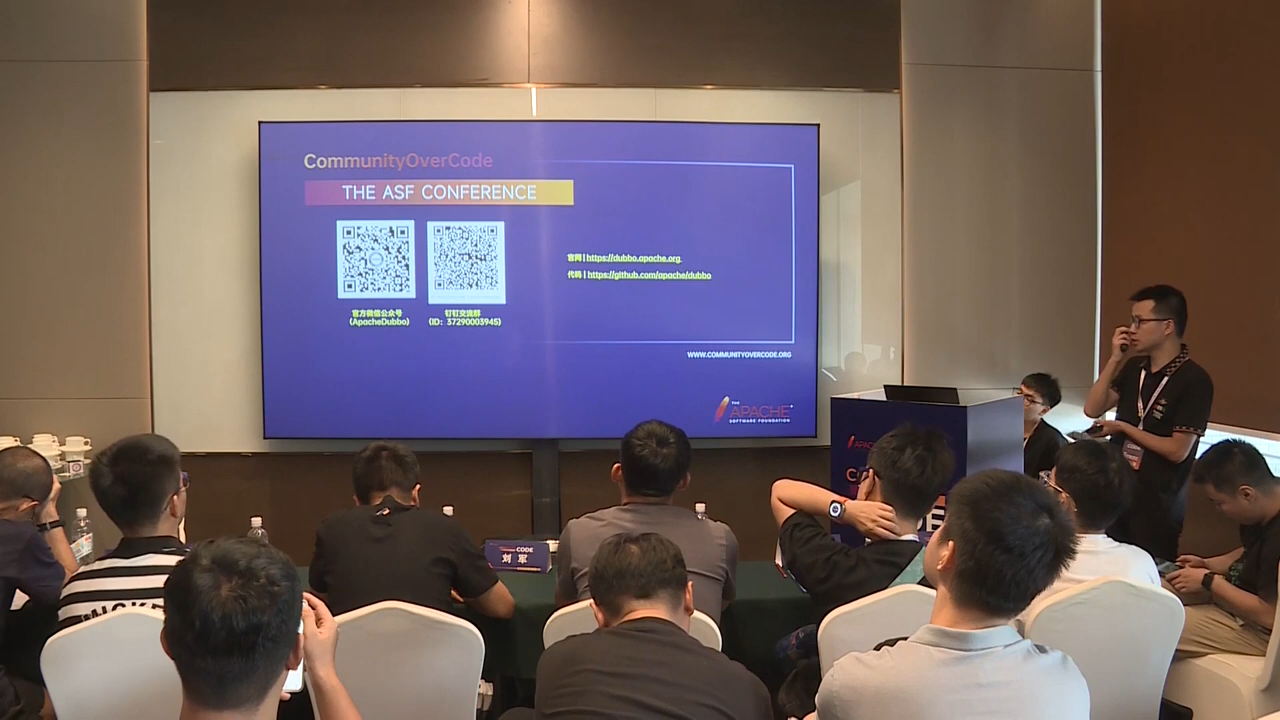 CommunityOverCode
THE ASF CONFERENCE
官网 | https://dubbo.apache.org
代码 | https://github.com/apache/dubbo
官方微信公众号
（ApacheDubbo）
钉钉交流群
（ID：37290003945）
WWW.COMMUNITYOVERCODE.ORG
THE
APACHE
SOFTWARE FOUNDATION
CODE
刘 军